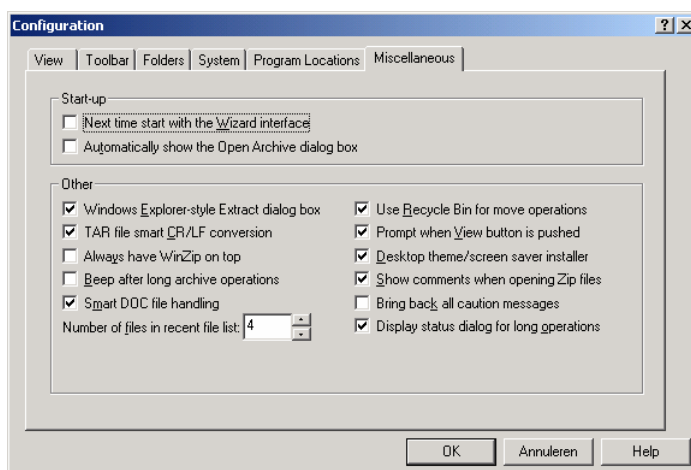 Configuration
View Toolbar Folders System Program Locations Miscellaneous
Start-up
Next time start with the Wizard interface
Automatically show the Open Archive dialog box
Other
Windows Explorer-style Extract dialog box
TAR file smart CR/LF conversion
Always have WinZip on top
Beep after long archive operations
Smart DOC file handling
Number of files in recent file list: 4
Use Recycle Bin for move operations
Prompt when View button is pushed
Desktop theme/screen saver installer
Show comments when opening Zip files
Bring back all caution messages
Display status dialog for long operations
OK Annuleren Help